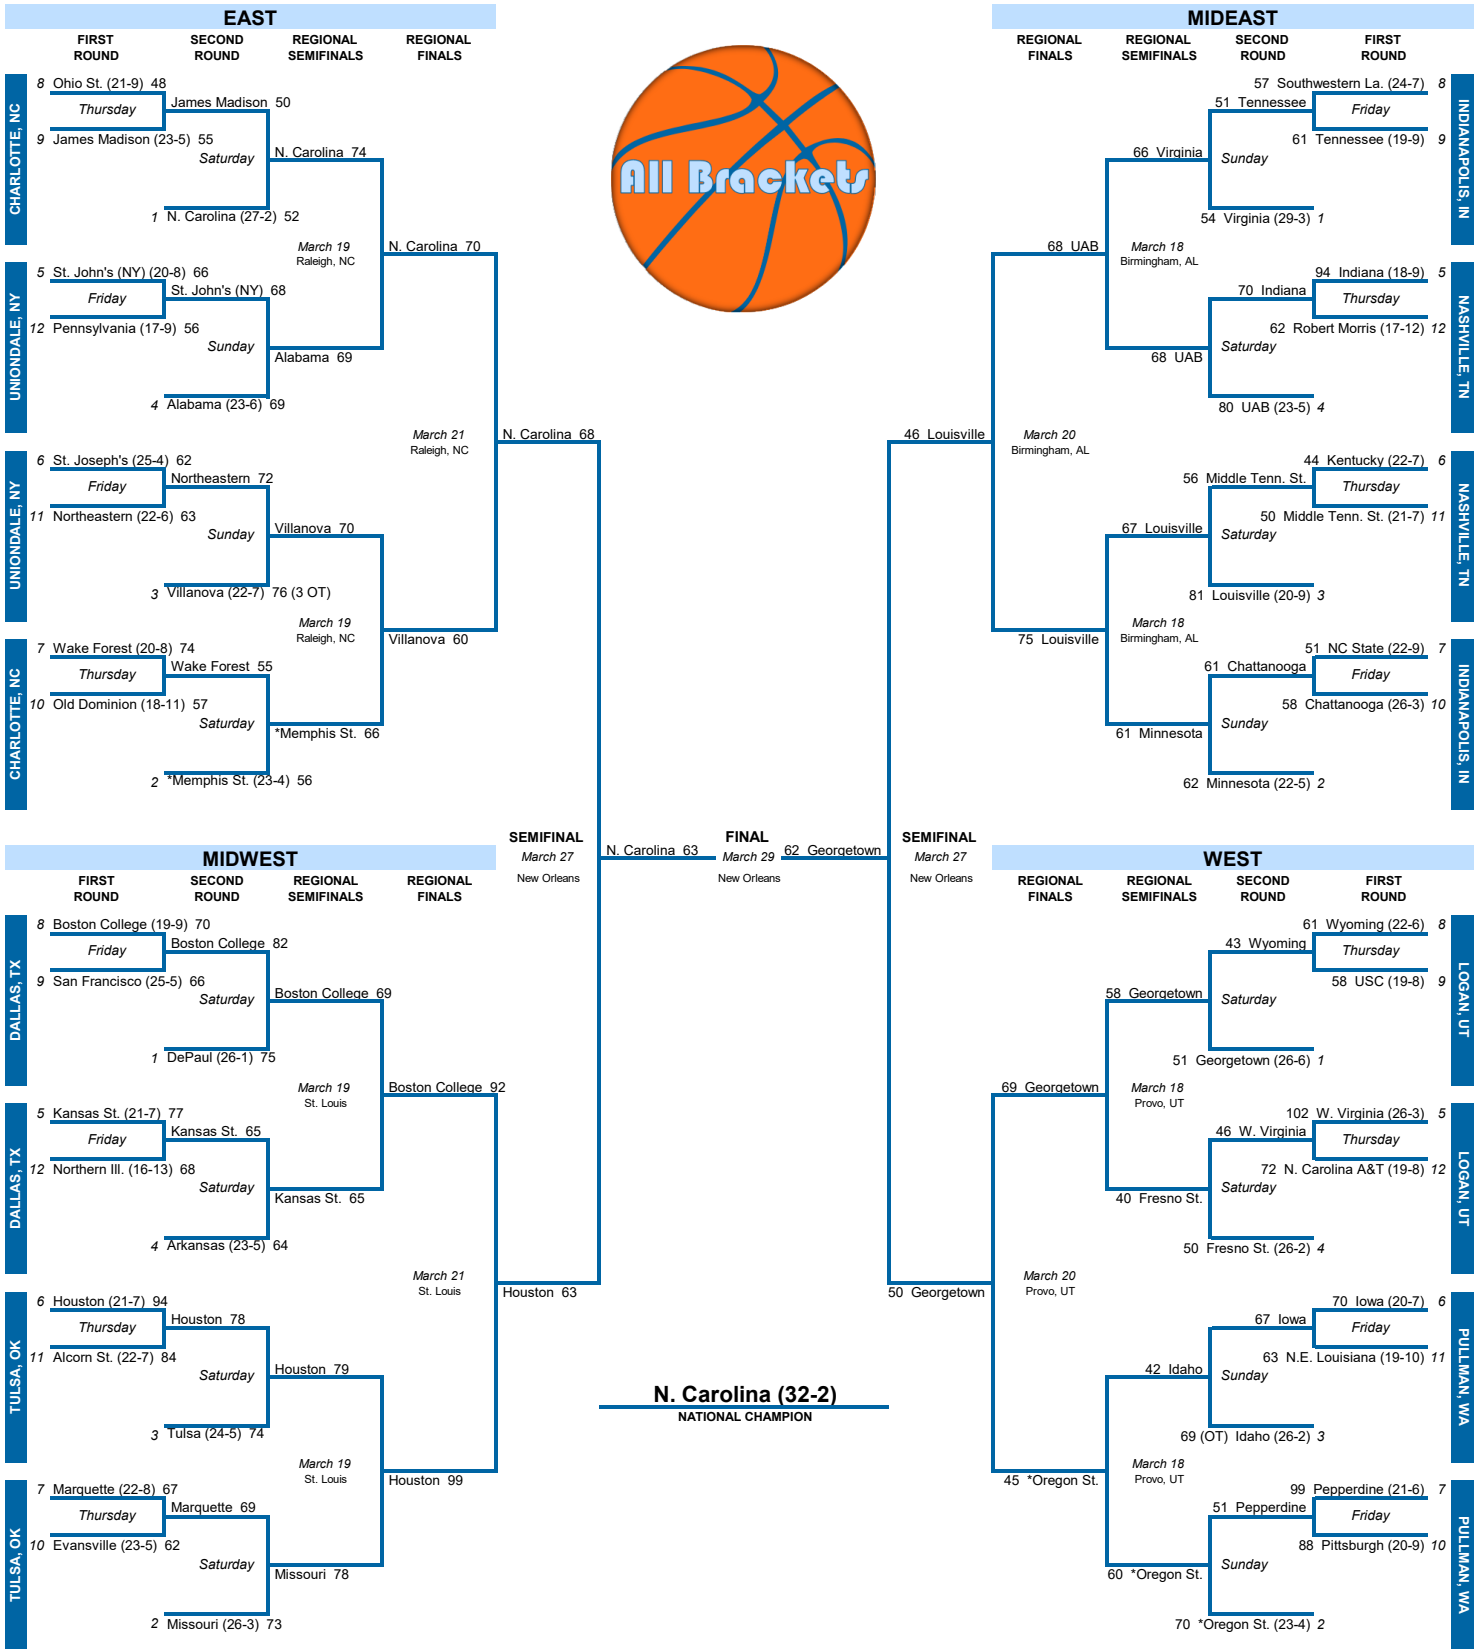 EAST
FIRST ROUND
SECOND ROUND
REGIONAL SEMIFINALS
REGIONAL FINALS
CHARLOTTE, NC
8 Ohio St. (21-9) 48
Thursday
James Madison 50
9 James Madison (23-5) 55
Saturday
N. Carolina 74
1 N. Carolina (27-2) 52
March 19
Raleigh, NC
N. Carolina 70
UNIONDALE, NY
5 St. John's (NY) (20-8) 66
Friday
St. John's (NY) 68
12 Pennsylvania (17-9) 56
Sunday
Alabama 69
4 Alabama (23-6) 69
March 21
Raleigh, NC
N. Carolina 68
UNIONDALE, NY
6 St. Joseph's (25-4) 62
Friday
Northeastern 72
11 Northeastern (22-6) 63
Sunday
Villanova 70
3 Villanova (22-7) 76 (3 OT)
March 19
Raleigh, NC
Villanova 60
CHARLOTTE, NC
7 Wake Forest (20-8) 74
Thursday
Wake Forest 55
10 Old Dominion (18-11) 57
Saturday
*Memphis St. 66
2 *Memphis St. (23-4) 56
All Brackets
MIDEAST
REGIONAL FINALS
REGIONAL SEMIFINALS
SECOND ROUND
FIRST ROUND
INDIANAPOLIS, IN
57 Southwestern La. (24-7) 8
51 Tennessee
Friday
61 Tennessee (19-9) 9
66 Virginia
Sunday
54 Virginia (29-3) 1
68 UAB
March 18
Birmingham, AL
NASHVILLE, TN
94 Indiana (18-9) 5
70 Indiana
Thursday
62 Robert Morris (17-12) 12
Saturday
68 UAB
80 UAB (23-5) 4
46 Louisville
March 20
Birmingham, AL
NASHVILLE, TN
44 Kentucky (22-7) 6
56 Middle Tenn. St.
Thursday
50 Middle Tenn. St. (21-7) 11
67 Louisville
Saturday
81 Louisville (20-9) 3
75 Louisville
March 18
Birmingham, AL
INDIANAPOLIS, IN
51 NC State (22-9) 7
61 Chattanooga
Friday
58 Chattanooga (26-3) 10
Sunday
61 Minnesota
62 Minnesota (22-5) 2
SEMIFINAL
March 27
New Orleans
N. Carolina 63
FINAL
March 29
New Orleans
62 Georgetown
SEMIFINAL
March 27
New Orleans
MIDWEST
FIRST ROUND
SECOND ROUND
REGIONAL SEMIFINALS
REGIONAL FINALS
DALLAS, TX
8 Boston College (19-9) 70
Friday
Boston College 82
9 San Francisco (25-5) 66
Saturday
Boston College 69
1 DePaul (26-1) 75
March 19
St. Louis
Boston College 92
DALLAS, TX
5 Kansas St. (21-7) 77
Friday
Kansas St. 65
12 Northern Ill. (16-13) 68
Saturday
Kansas St. 65
4 Arkansas (23-5) 64
March 21
St. Louis
Houston 63
TULSA, OK
6 Houston (21-7) 94
Thursday
Houston 78
11 Alcorn St. (22-7) 84
Saturday
Houston 79
3 Tulsa (24-5) 74
March 19
St. Louis
Houston 99
TULSA, OK
7 Marquette (22-8) 67
Thursday
Marquette 69
10 Evansville (23-5) 62
Saturday
Missouri 78
2 Missouri (26-3) 73
N. Carolina (32-2)
NATIONAL CHAMPION
WEST
REGIONAL FINALS
REGIONAL SEMIFINALS
SECOND ROUND
FIRST ROUND
LOGAN, UT
61 Wyoming (22-6) 8
43 Wyoming
Thursday
58 USC (19-8) 9
58 Georgetown
Saturday
51 Georgetown (26-6) 1
69 Georgetown
March 18
Provo, UT
LOGAN, UT
102 W. Virginia (26-3) 5
46 W. Virginia
Thursday
72 N. Carolina A&T (19-8) 12
Saturday
40 Fresno St.
50 Fresno St. (26-2) 4
50 Georgetown
March 20
Provo, UT
PULLMAN, WA
70 Iowa (20-7) 6
67 Iowa
Friday
63 N.E. Louisiana (19-10) 11
42 Idaho
Sunday
69 (OT) Idaho (26-2) 3
45 *Oregon St.
March 18
Provo, UT
PULLMAN, WA
99 Pepperdine (21-6) 7
51 Pepperdine
Friday
88 Pittsburgh (20-9) 10
Sunday
60 *Oregon St.
70 *Oregon St. (23-4) 2